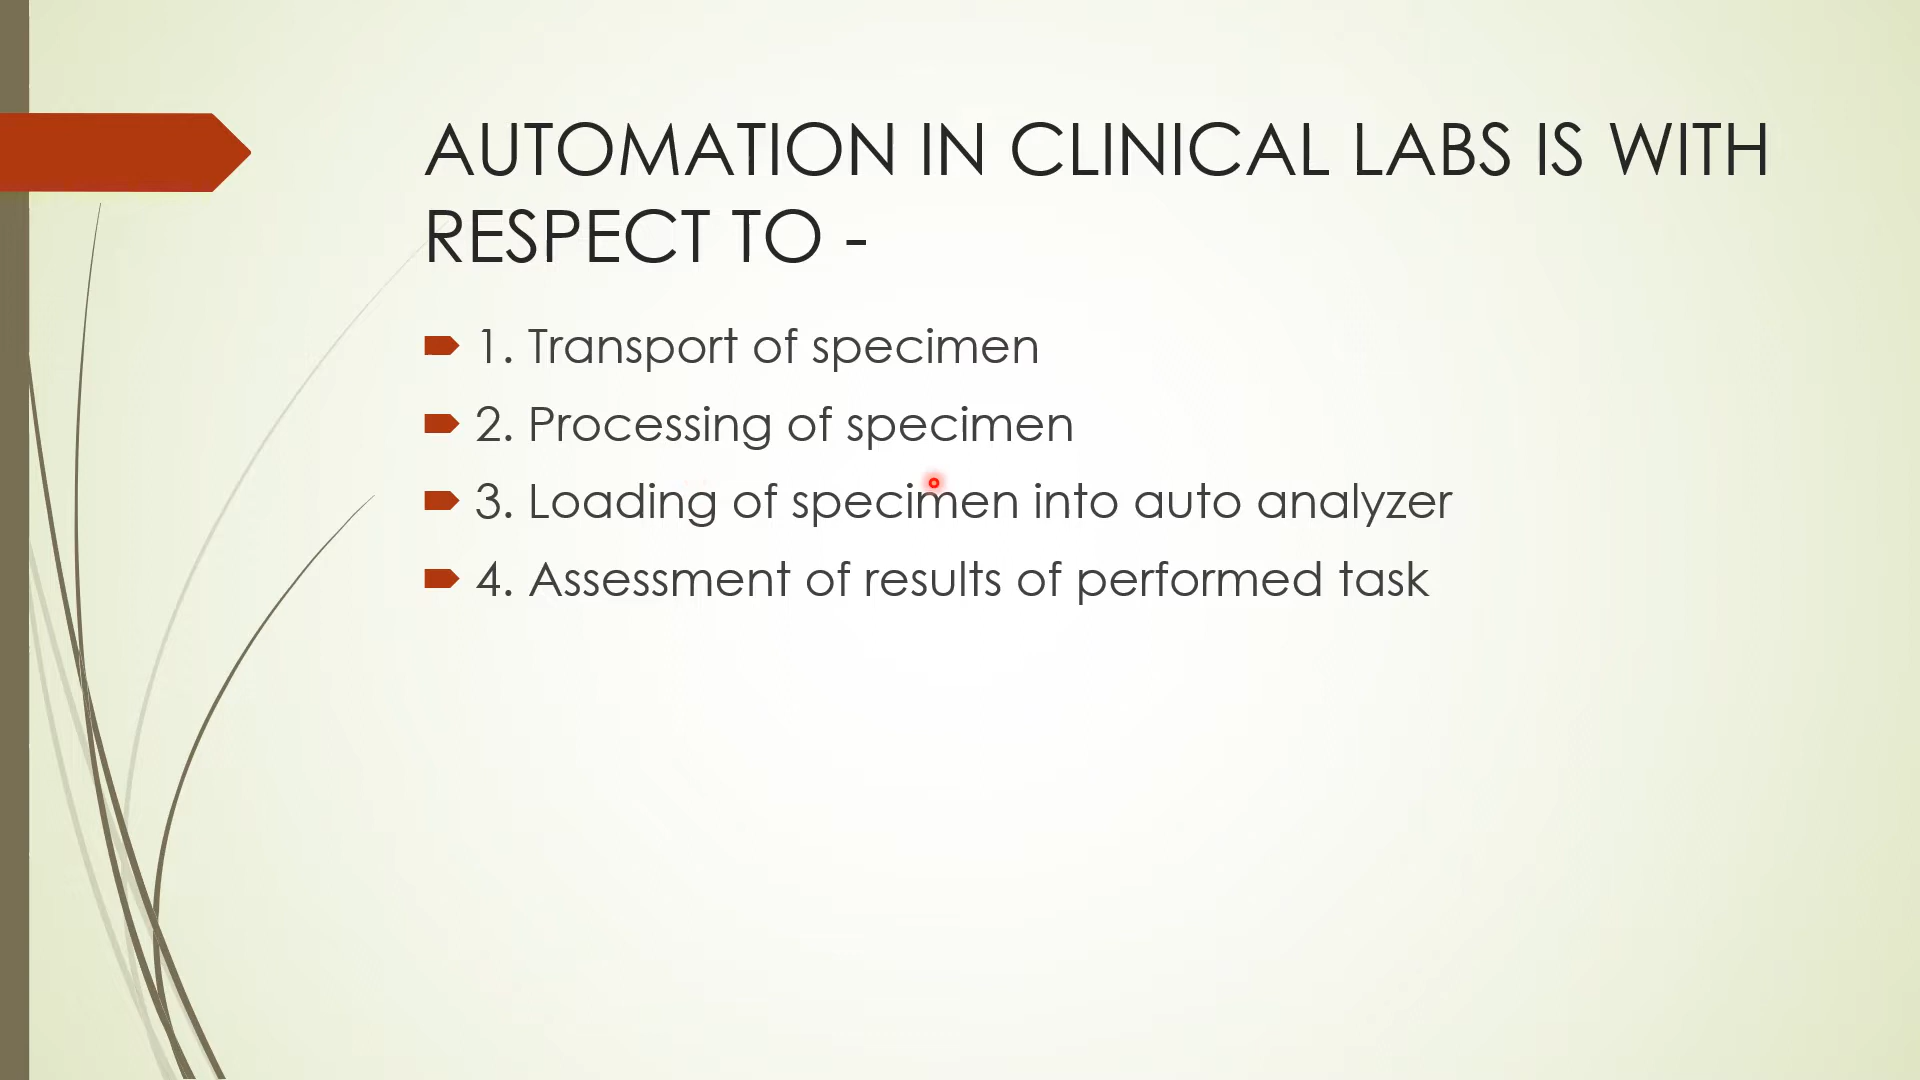 AUTOMATION IN CLINICAL LABS IS WITH
RESPECT TO -
1. Transport of specimen
2. Processing of specimen
3. Loading of specimen into auto analyzer
4. Assessment of results of performed task